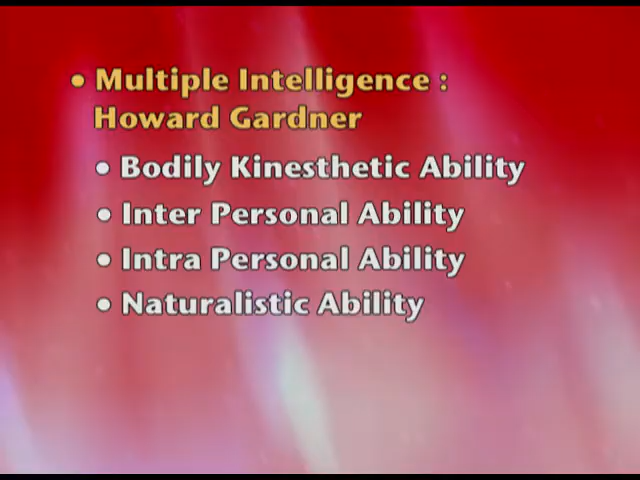 • Multiple Intelligence :
Howard Gardner
• Bodily Kinesthetic Ability
• Inter Personal Ability
• Intra Personal Ability
• Naturalistic Ability